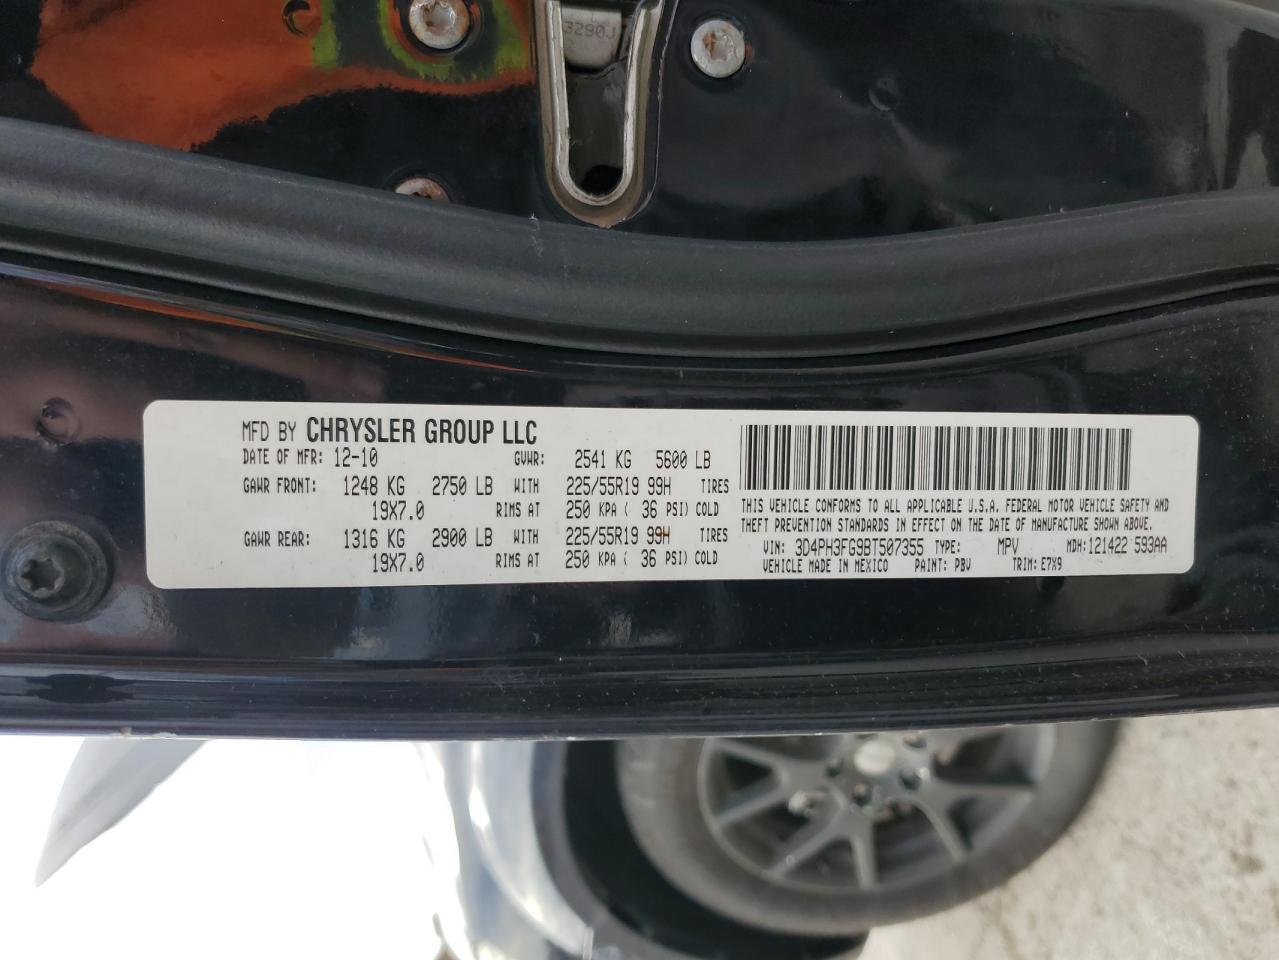 3290J
MFD BY CHRYSLER GROUP LLC
DATE OF MFR: 12-10 GVWR: 2541 KG 5600 LB
GAWR FRONT: 1248 KG 2750 LB WITH 225/55R19 99H TIRES
19X7.0 RIMS AT 250 KPA ( 36 PSI) COLD
GAWR REAR: 1316 KG 2900 LB WITH 225/55R19 99H TIRES
19X7.0 RIMS AT 250 KPA ( 36 PSI) COLD
THIS VEHICLE CONFORMS TO ALL APPLICABLE U.S.A. FEDERAL MOTOR VEHICLE SAFETY AND
THEFT PREVENTION STANDARDS IN EFFECT ON THE DATE OF MANUFACTURE SHOWN ABOVE.
VIN: 3D4PH3FG9BT507355 TYPE: MPV MDH:121422 593AA
VEHICLE MADE IN MEXICO PAINT: PBV TRIM: E7X9